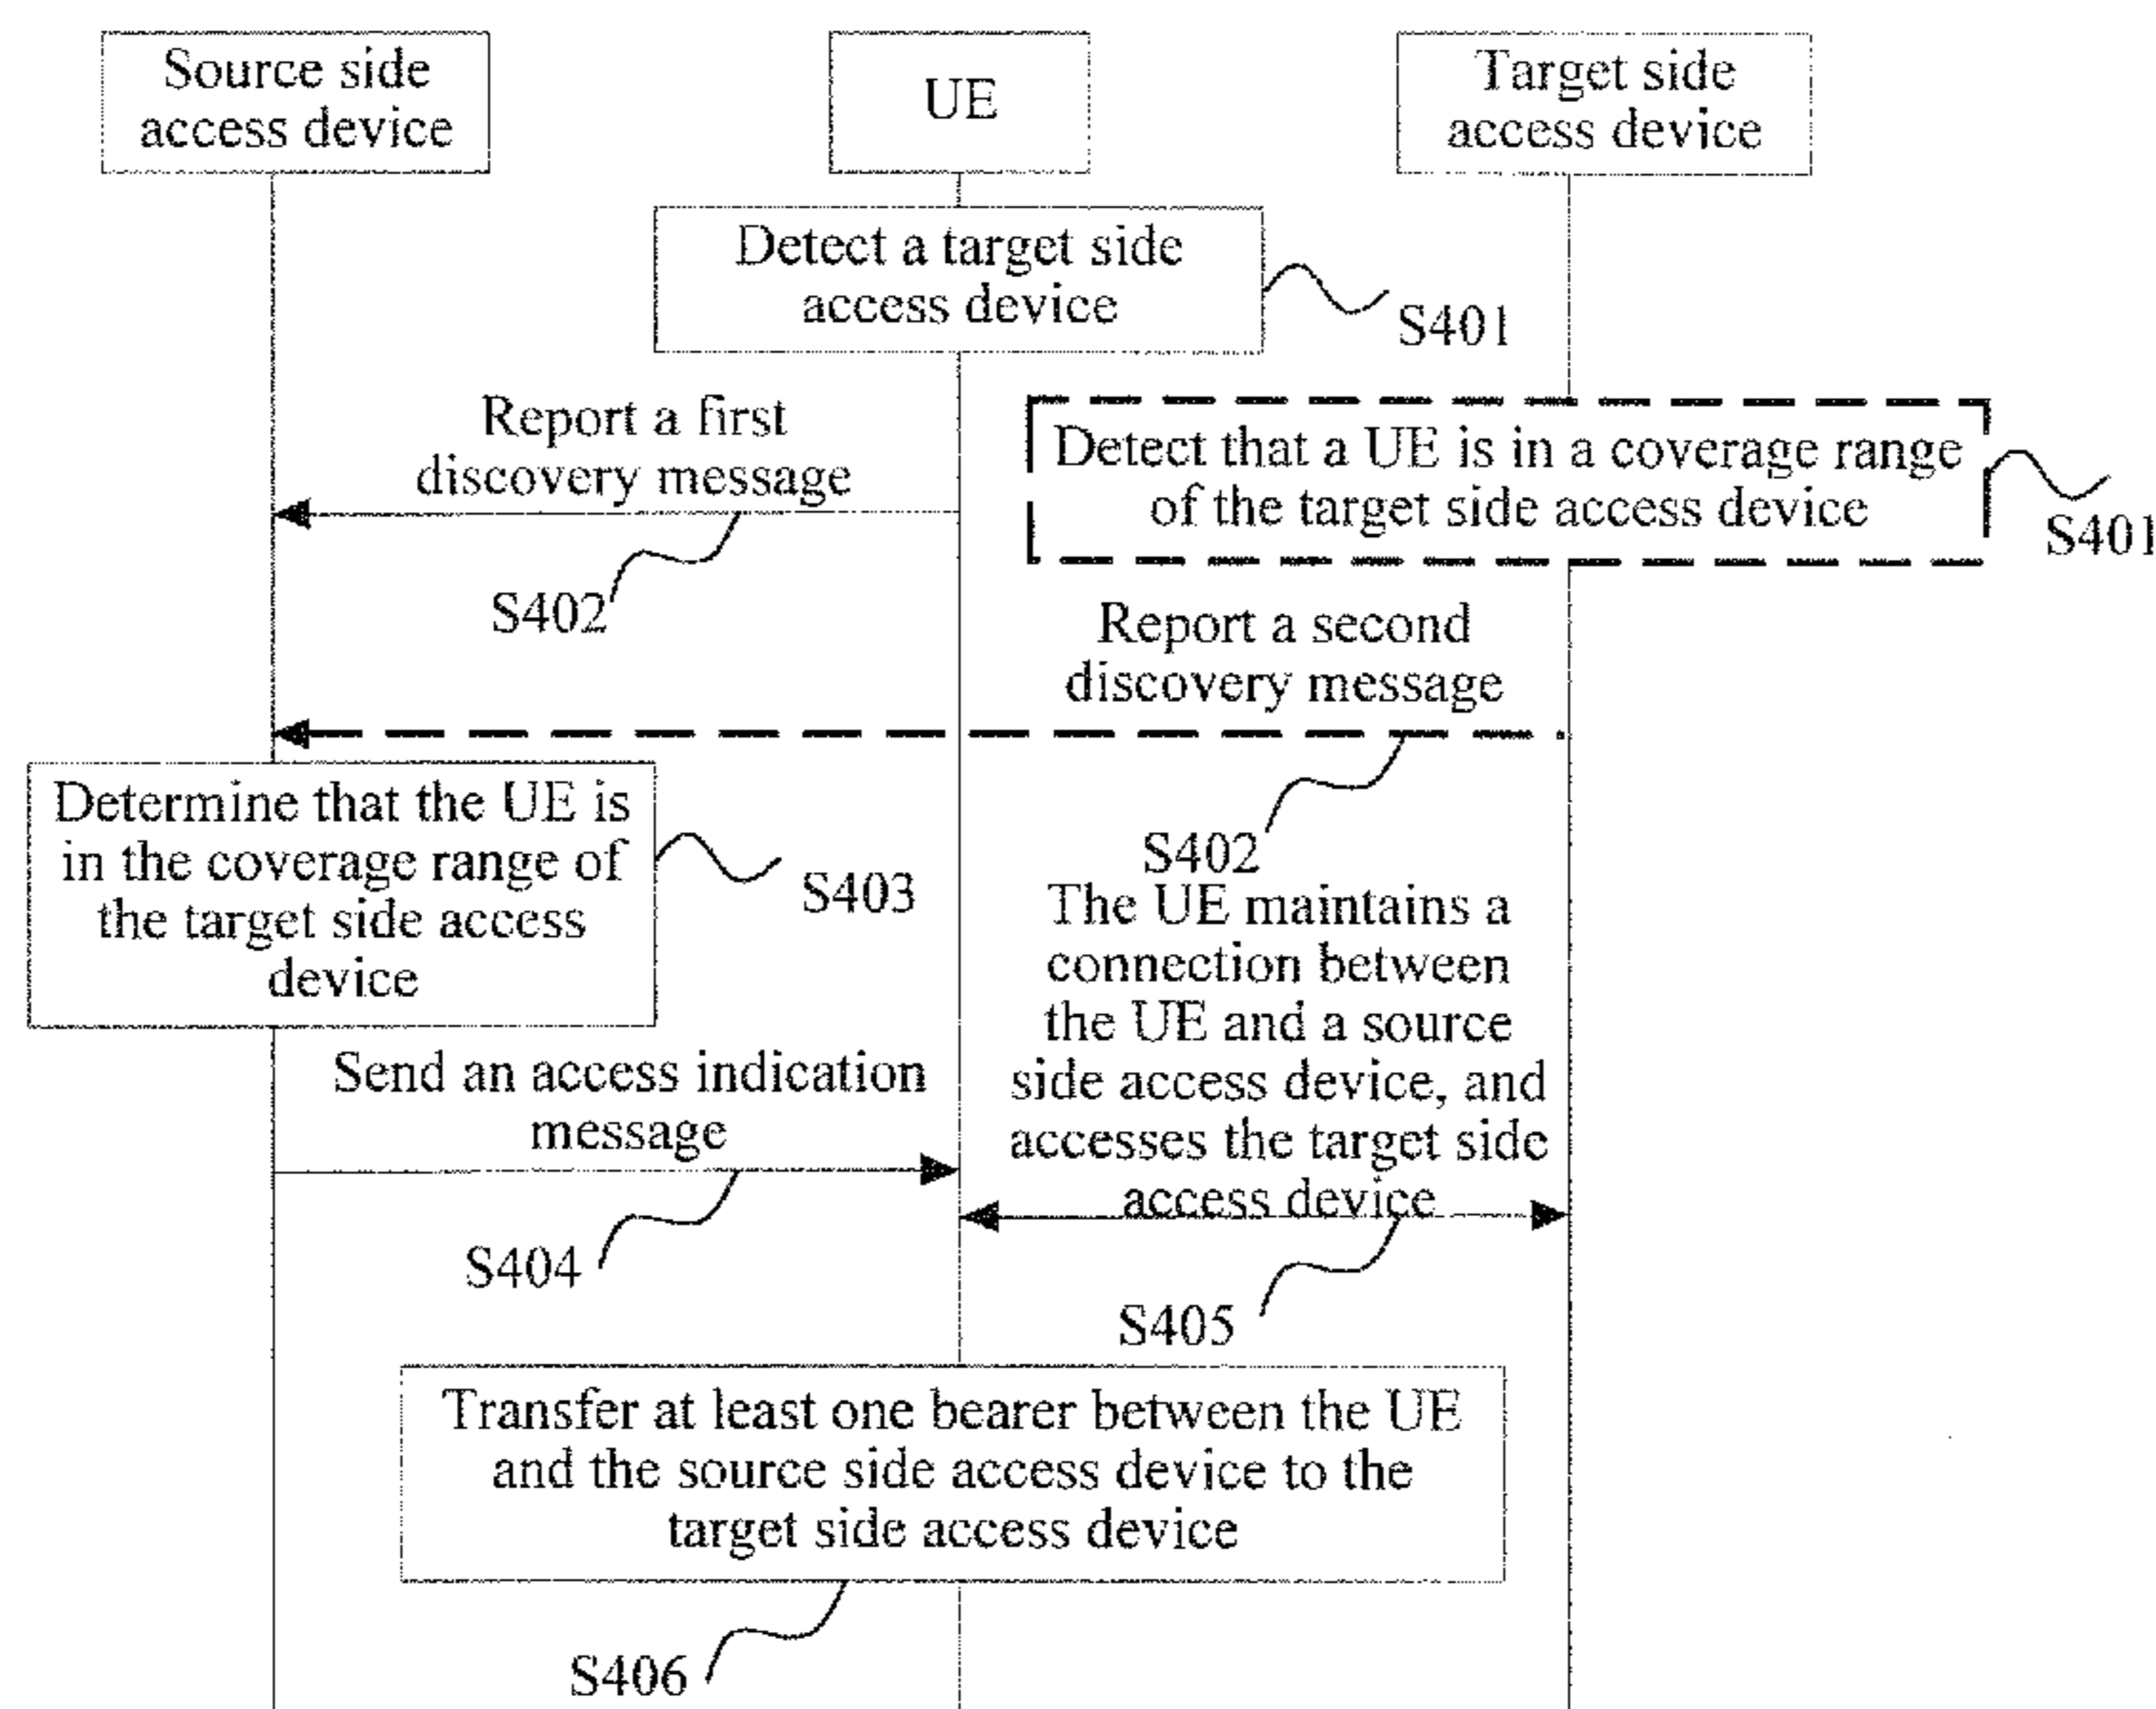 Source side
access device
UE
Target side
access device
Detect a target side
access device
S401
Report a first
discovery message
S402
Detect that a UE is in a coverage range
of the target side access device
S401
Report a second
discovery message
S402
Determine that the UE is
in the coverage range of
the target side access
device
S403
Send an access indication
message
S404
The UE maintains a
connection between
the UE and a source
side access device, and
accesses the target side
access device
S405
Transfer at least one bearer between the UE
and the source side access device to the
target side access device
S406